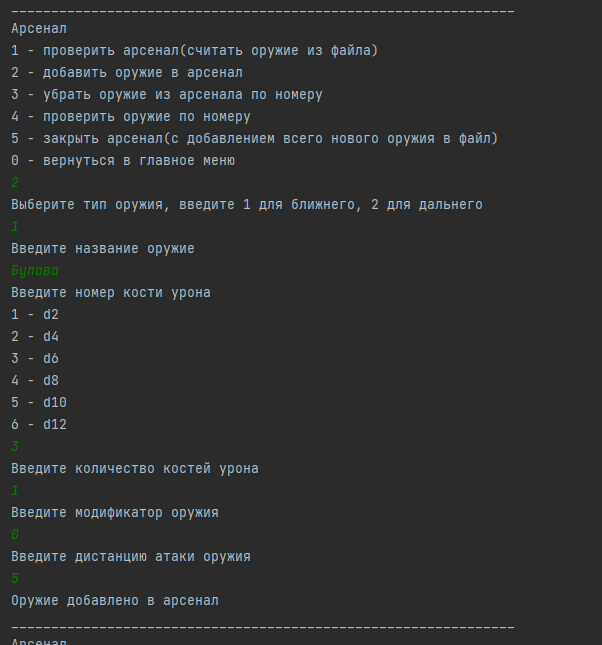 _______________________________________________________________
Арсенал
1 - проверить арсенал(считать оружие из файла)
2 - добавить оружие в арсенал
3 - убрать оружие из арсенала по номеру
4 - проверить оружие по номеру
5 - закрыть арсенал(с добавлением всего нового оружия в файл)
0 - вернуться в главное меню
2
Выберите тип оружия, введите 1 для ближнего, 2 для дальнего
1
Введите название оружие
Булава
Введите номер кости урона
1 - d2
2 - d4
3 - d6
4 - d8
5 - d10
6 - d12
3
Введите количество костей урона
1
Введите модификатор оружия
0
Введите дистанцию атаки оружия
5
Оружие добавлено в арсенал
_______________________________________________________________
Арсенал